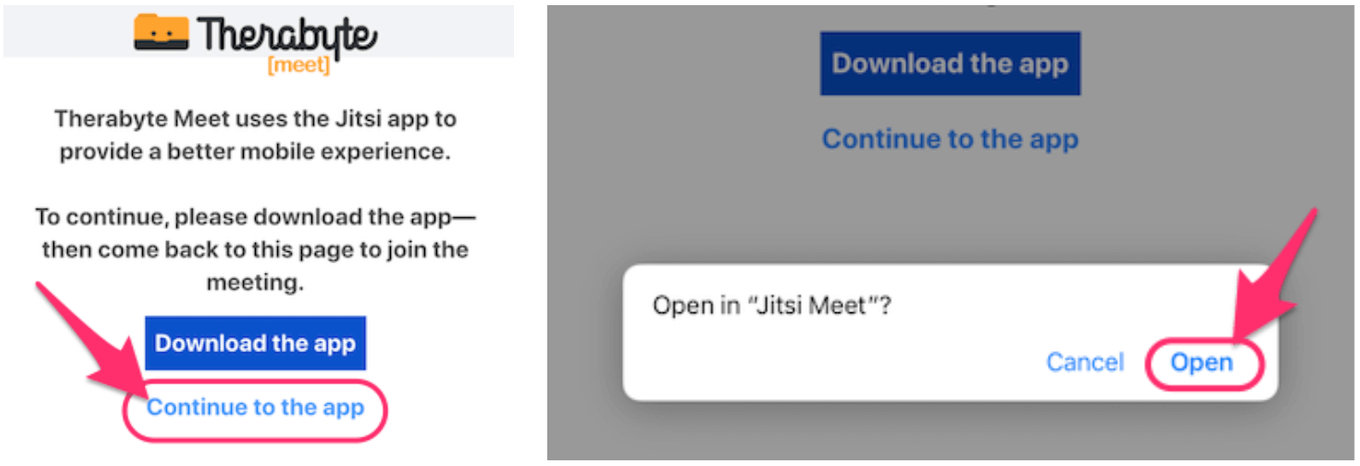 Therabyte
[meet]
Therabyte Meet uses the Jitsi app to
provide a better mobile experience.
To continue, please download the app—
then come back to this page to join the
meeting.
Download the app
Continue to the app
Download the app
Continue to the app
Open in “Jitsi Meet”?
Cancel Open